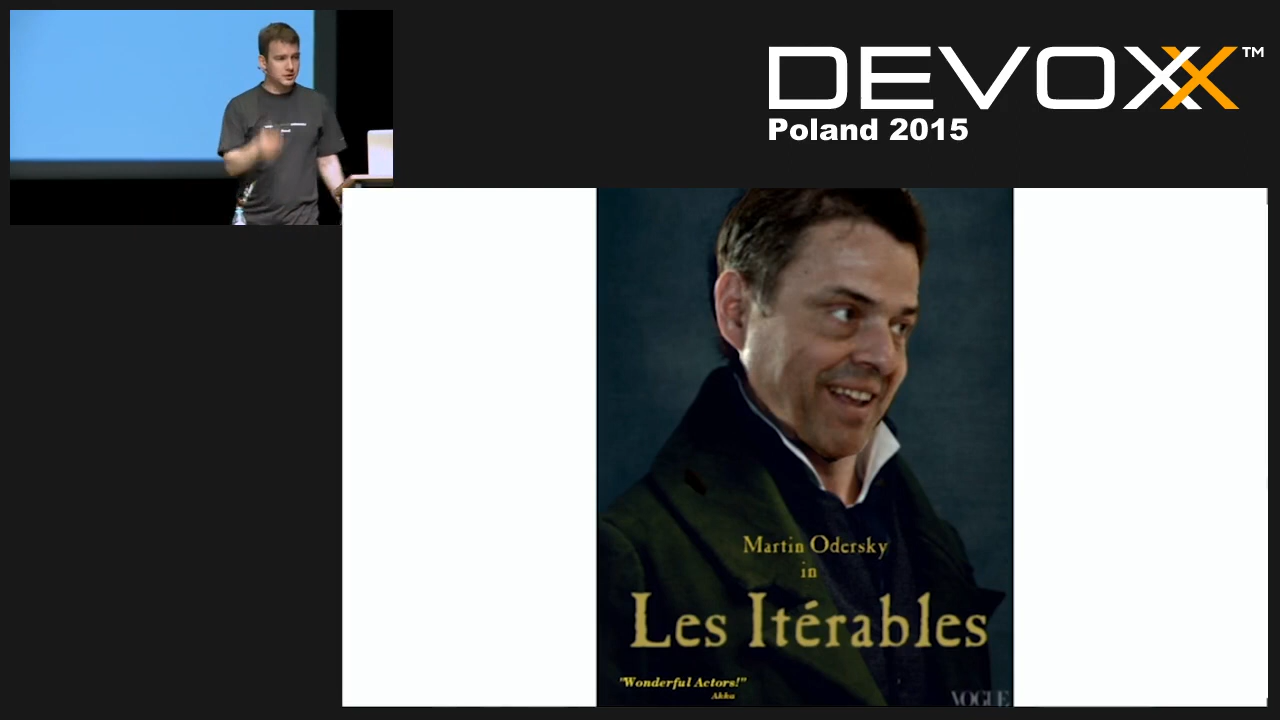 DEVOXX™
Poland 2015
Martin Odersky
in
Les Itérables
"Wonderful Actors!"
Akka
VOGUE